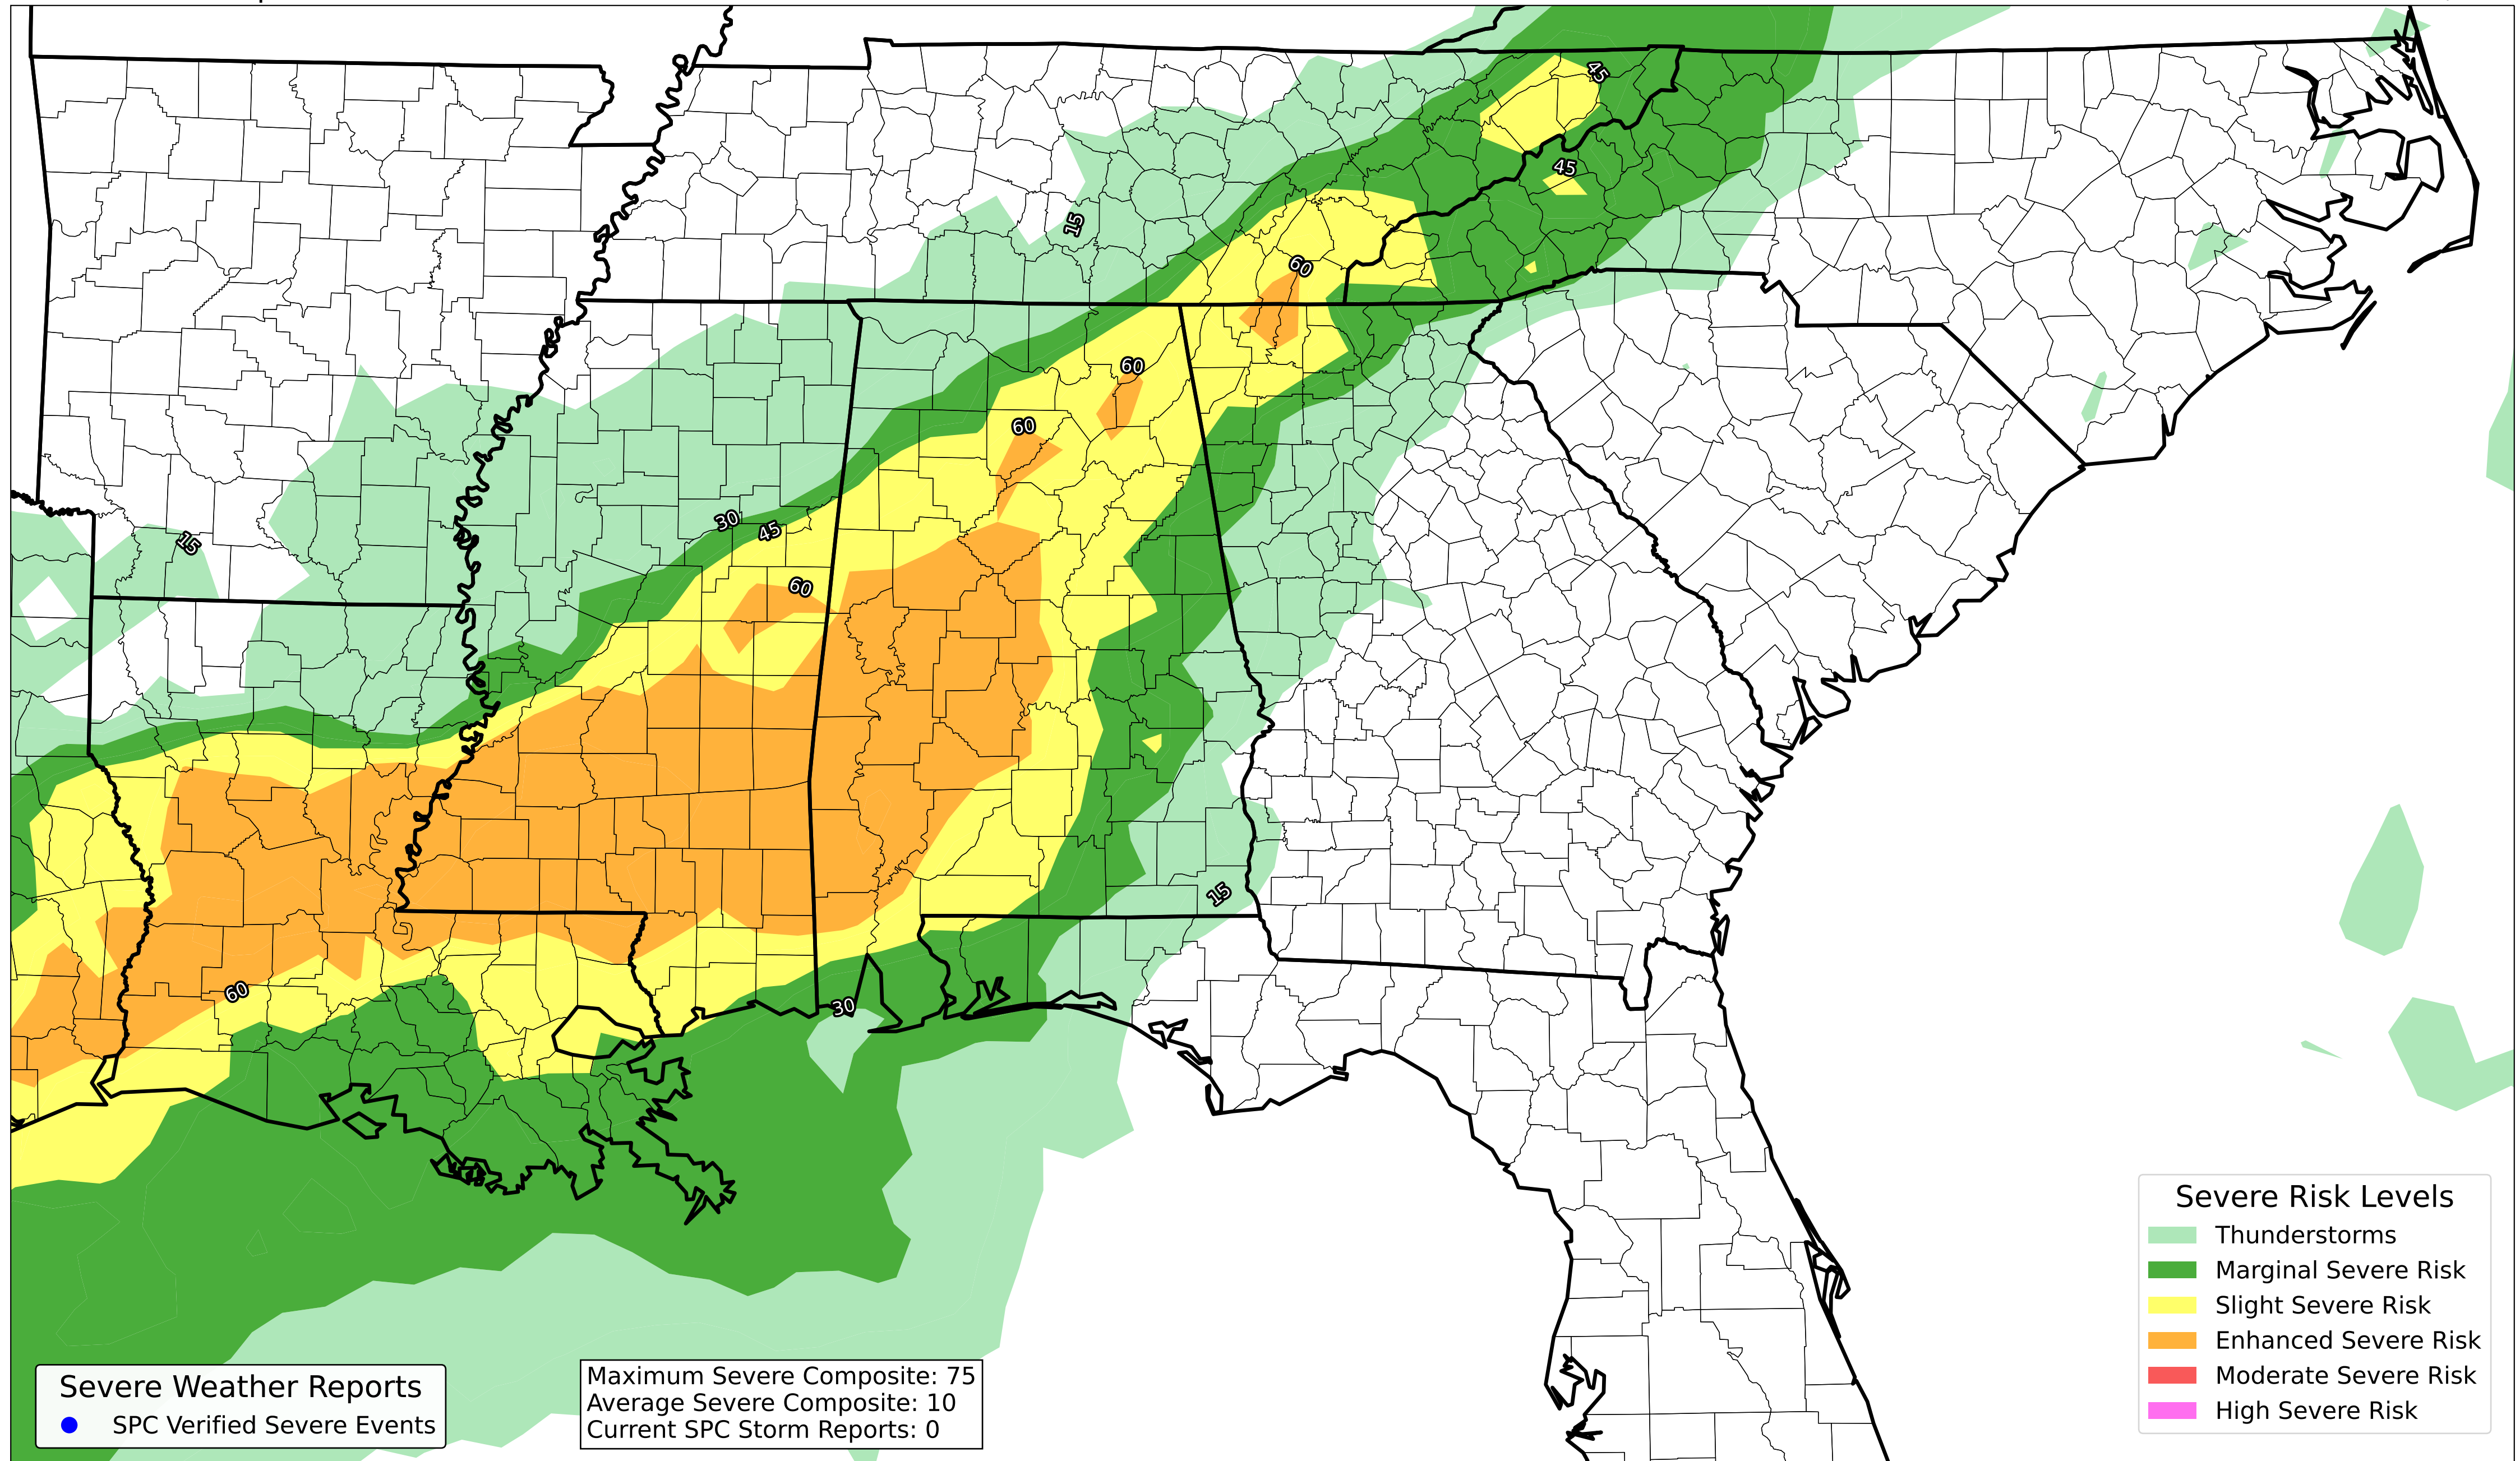 45
45
15
60
60
60
30
45
15
60
15
60
30
Severe Risk Levels
Thunderstorms
Marginal Severe Risk
Slight Severe Risk
Enhanced Severe Risk
Moderate Severe Risk
High Severe Risk
Severe Weather Reports
SPC Verified Severe Events
Maximum Severe Composite: 75
Average Severe Composite: 10
Current SPC Storm Reports: 0